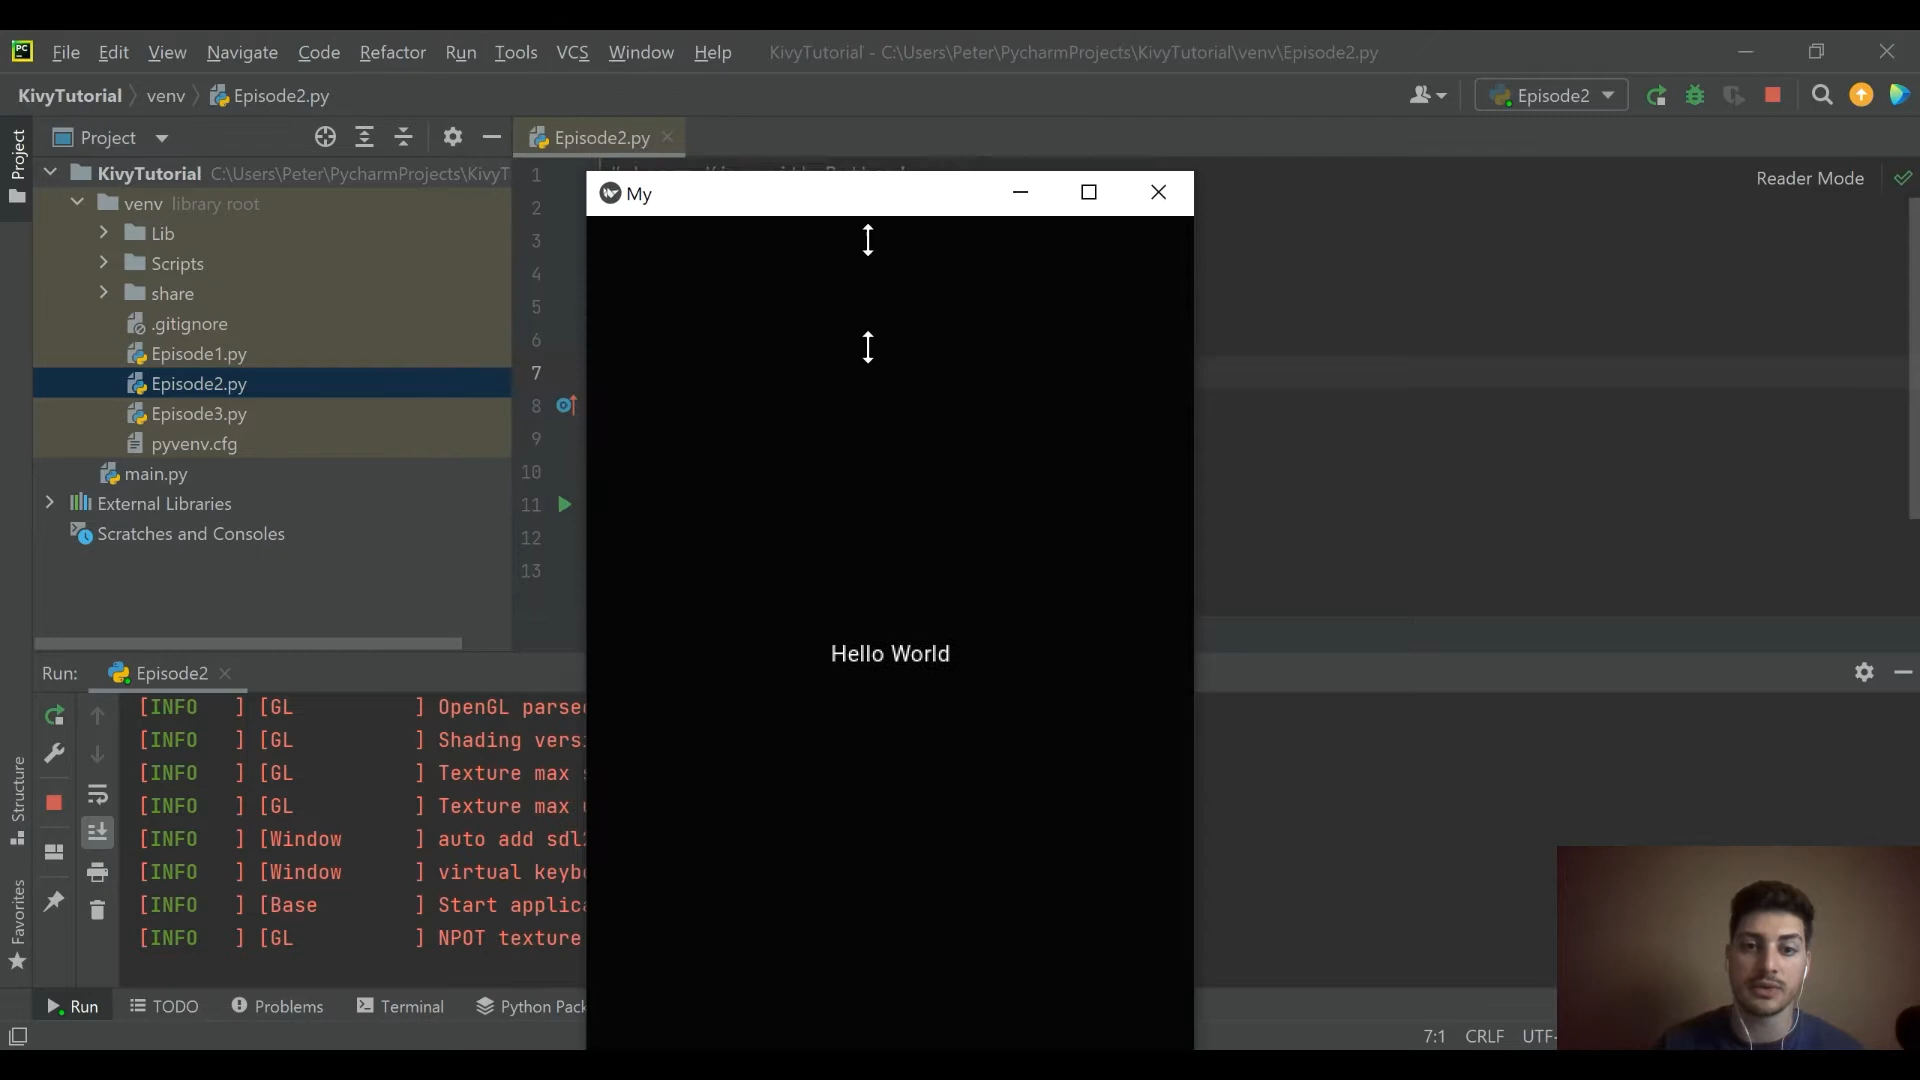 PC File Edit View Navigate Code Refactor Run Tools VCS Window Help KivyTutorial - C:\Users\Peter\PycharmProjects\KivyTutorial\venv\Episode2.py
KivyTutorial venv Episode2.py Episode2
Project
Project
Episode2.py
KivyTutorial C:\Users\Peter\PycharmProjects\KivyT
venv library root
Lib
Scripts
share
.gitignore
Episode1.py
Episode2.py
Episode3.py
pyvenv.cfg
main.py
External Libraries
Scratches and Consoles
1
2
3
4
5
6
7
8
9
10
11
12
13
Reader Mode
My
Hello World
Run: Episode2
[INFO ] [GL ] OpenGL parse
[INFO ] [GL ] Shading vers
[INFO ] [GL ] Texture max
[INFO ] [GL ] Texture max
[INFO ] [Window ] auto add sdl
[INFO ] [Window ] virtual keyb
[INFO ] [Base ] Start applic
[INFO ] [GL ] NPOT texture
Structure
Favorites
Run TODO Problems Terminal Python Pack
7:1 CRLF UTF-